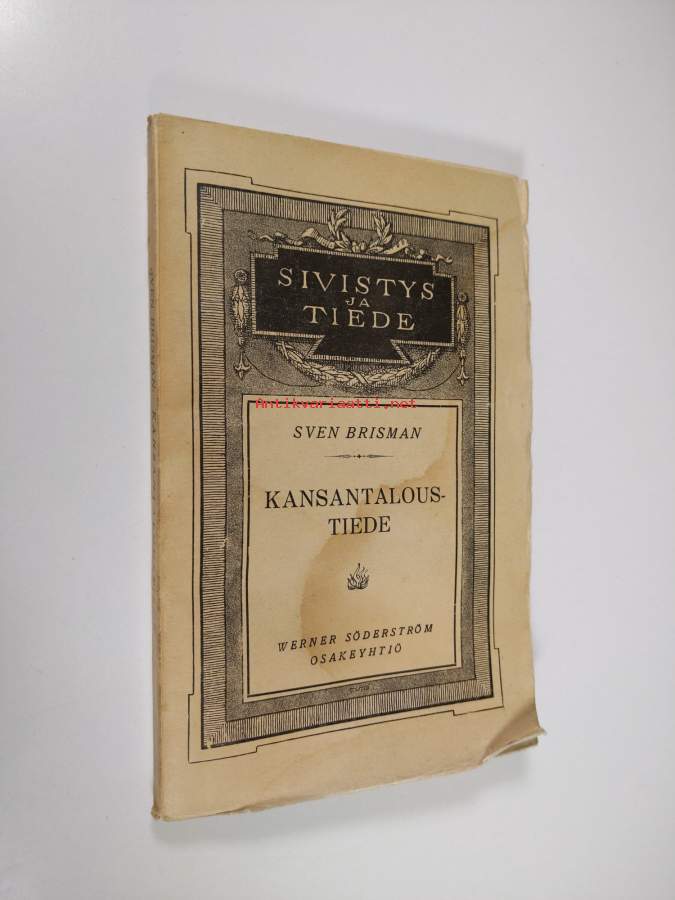 SIVISTYS
JA
TIEDE
Antikvariaatti.net
SVEN BRISMAN
KANSANTALOUS-
TIEDE
WERNER SÖDERSTRÖM
OSAKEYHTIÖ